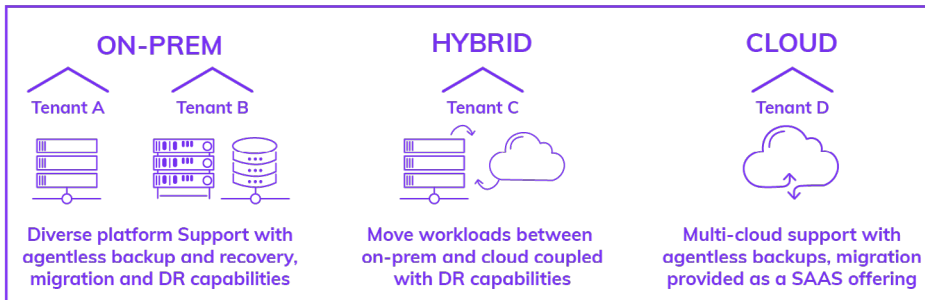 ON-PREM
Tenant A
Tenant B
Diverse platform Support with
agentless backup and recovery,
migration and DR capabilities
HYBRID
Tenant C
Move workloads between
on-prem and cloud coupled
with DR capabilities
CLOUD
Tenant D
Multi-cloud support with
agentless backups, migration
provided as a SAAS offering